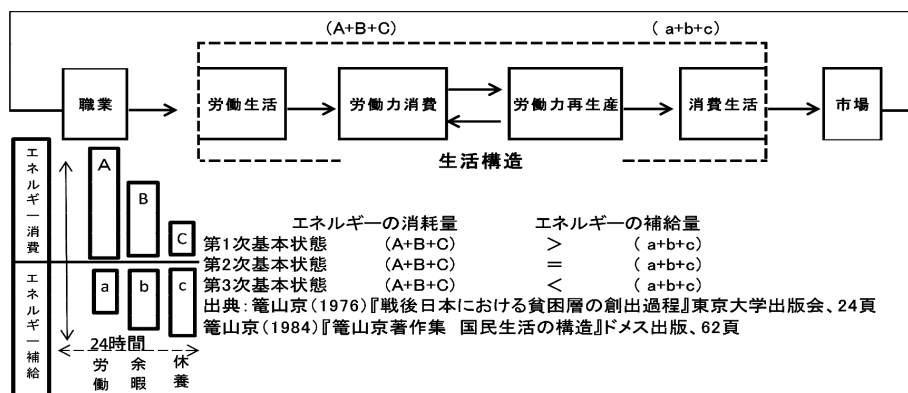 (A+B+C) （a+b+c）
職業 労働生活 労働力消費 労働力再生産 消費生活 市場
生活構造
エネルギー消費
A
B
C
エネルギー補給
a
b
c
24時間
労働
余暇
休養
エネルギーの消耗量 エネルギーの補給量
第1次基本状態 (A+B+C) > （a+b+c）
第2次基本状態 (A+B+C) = （a+b+c）
第3次基本状態 (A+B+C) < （a+b+c）
出典：篭山京（1976）『戦後日本における貧困層の創出過程』東京大学出版会、24頁
篭山京（1984）『篭山京著作集　国民生活の構造』ドメス出版、62頁